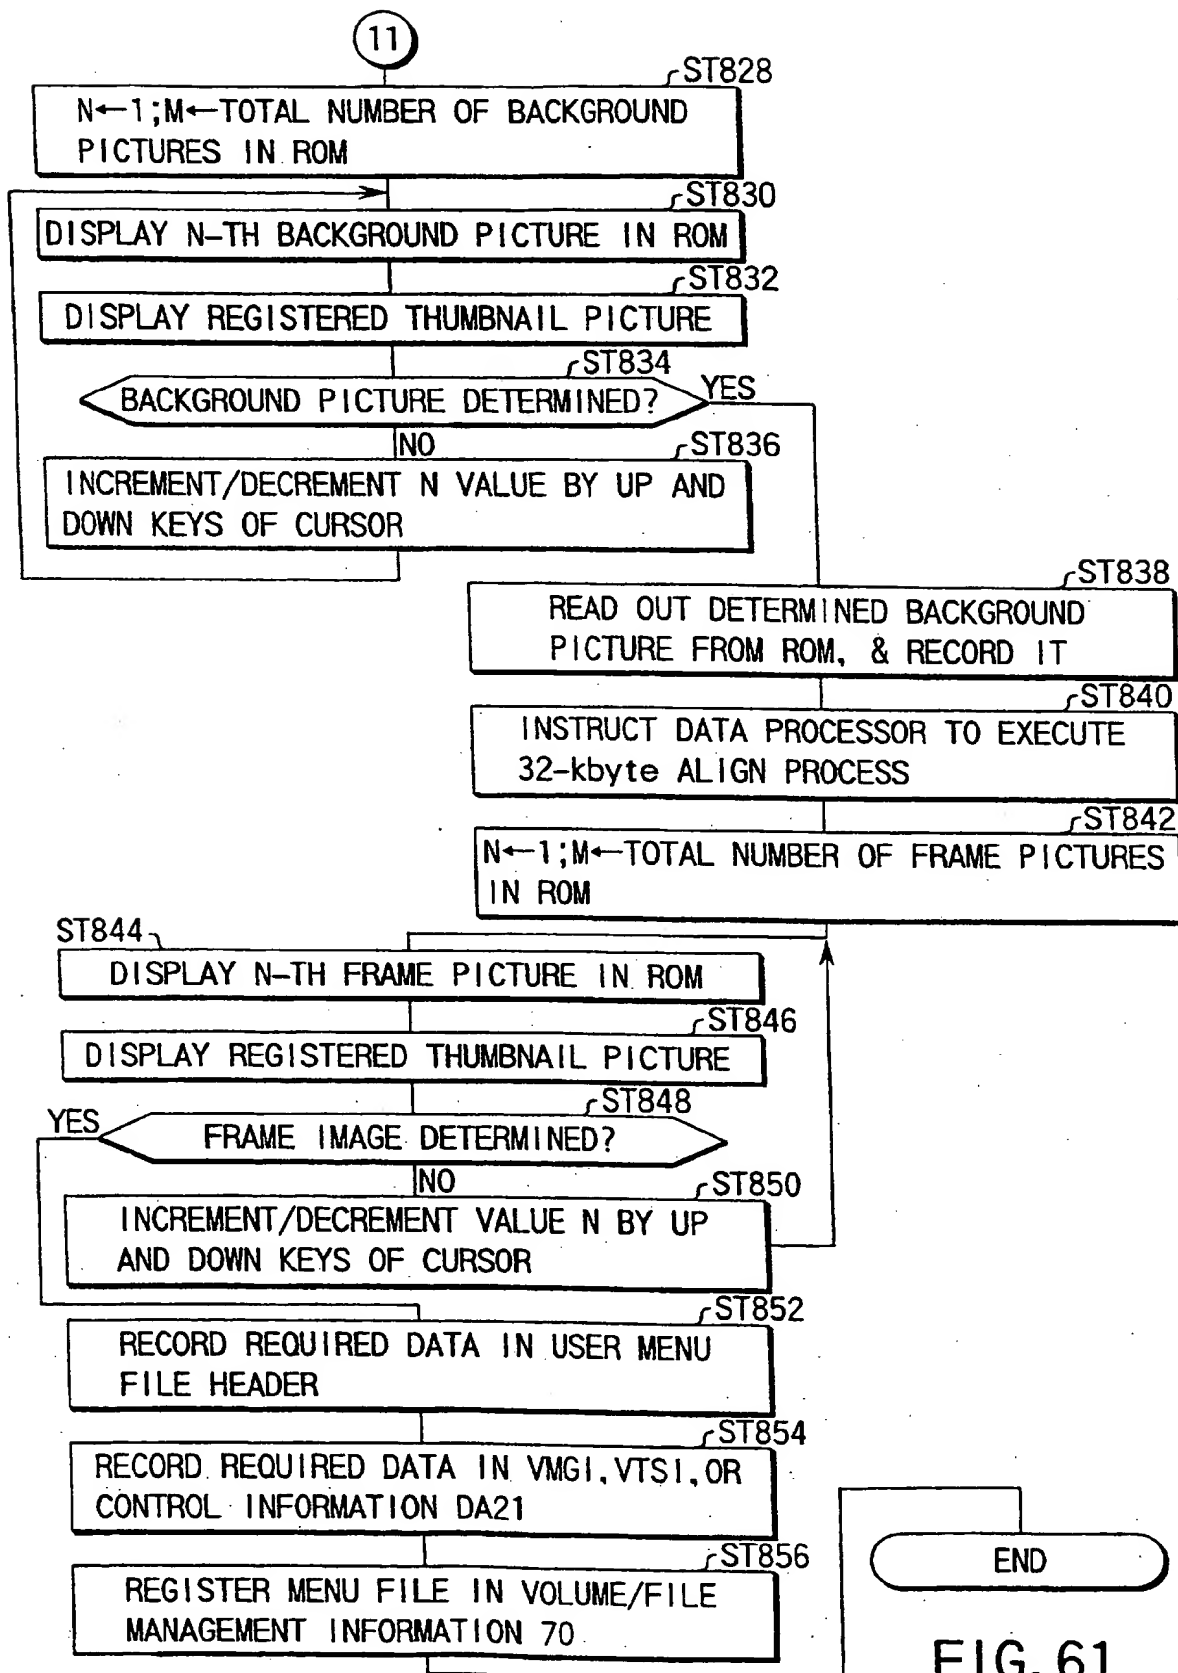 11
ST828
N←1;M←TOTAL NUMBER OF BACKGROUND
PICTURES IN ROM
ST830
DISPLAY N-TH BACKGROUND PICTURE IN ROM
ST832
DISPLAY REGISTERED THUMBNAIL PICTURE
ST834
BACKGROUND PICTURE DETERMINED?
YES
NO
ST836
INCREMENT/DECREMENT N VALUE BY UP AND
DOWN KEYS OF CURSOR
ST838
READ OUT DETERMINED BACKGROUND
PICTURE FROM ROM, & RECORD IT
ST840
INSTRUCT DATA PROCESSOR TO EXECUTE
32-kbyte ALIGN PROCESS
ST842
N←1;M←TOTAL NUMBER OF FRAME PICTURES
IN ROM
ST844
DISPLAY N-TH FRAME PICTURE IN ROM
ST846
DISPLAY REGISTERED THUMBNAIL PICTURE
ST848
YES
FRAME IMAGE DETERMINED?
NO
ST850
INCREMENT/DECREMENT VALUE N BY UP
AND DOWN KEYS OF CURSOR
ST852
RECORD REQUIRED DATA IN USER MENU
FILE HEADER
ST854
RECORD REQUIRED DATA IN VMGI, VTSI, OR
CONTROL INFORMATION DA21
ST856
REGISTER MENU FILE IN VOLUME/FILE
MANAGEMENT INFORMATION 70
END
FIG. 61